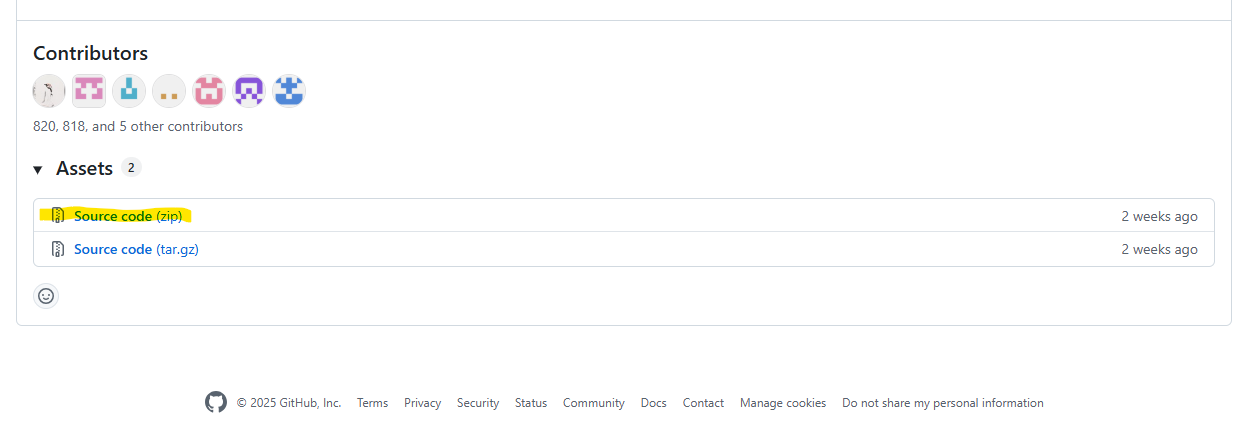 Contributors
820, 818, and 5 other contributors
Assets 2
Source code (zip) 2 weeks ago
Source code (tar.gz) 2 weeks ago
© 2025 GitHub, Inc. Terms Privacy Security Status Community Docs Contact Manage cookies Do not share my personal information